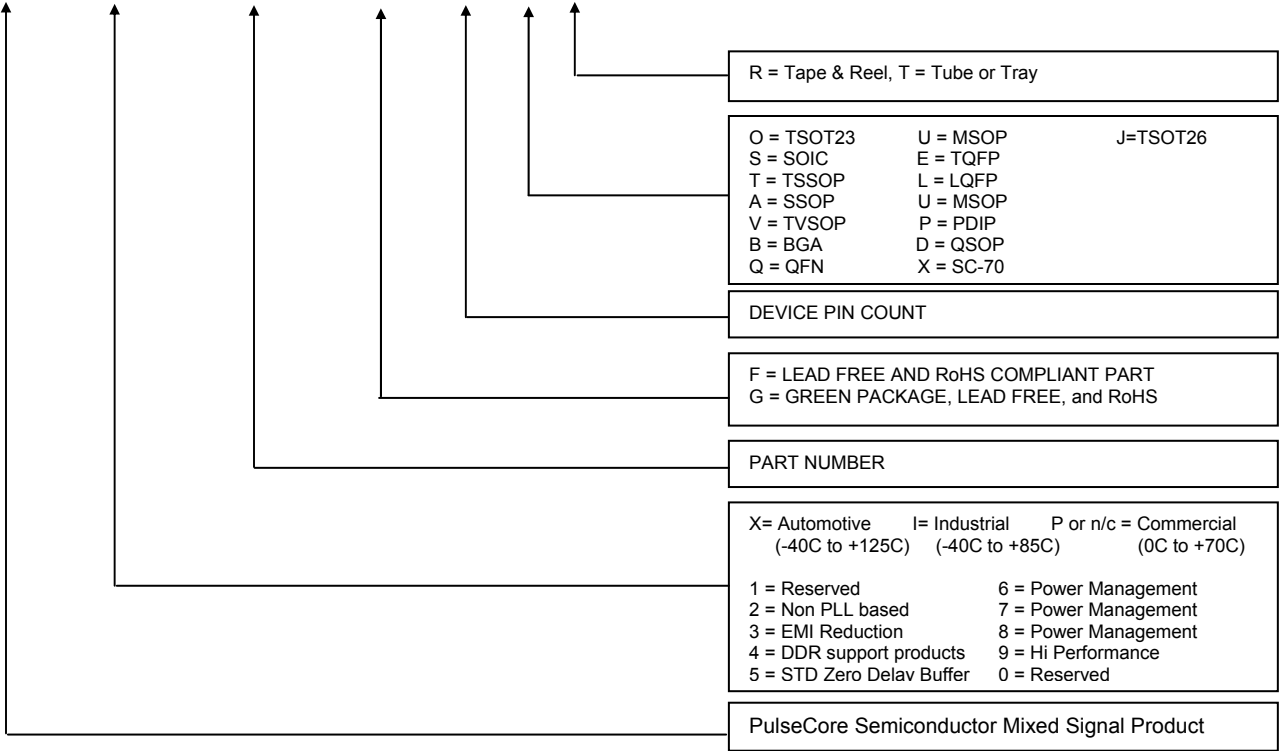 R = Tape & Reel, T = Tube or Tray
O = TSOT23 U = MSOP J=TSOT26
S = SOIC E = TQFP
T = TSSOP L = LQFP
A = SSOP U = MSOP
V = TVSOP P = PDIP
B = BGA D = QSOP
Q = QFN X = SC-70
DEVICE PIN COUNT
F = LEAD FREE AND RoHS COMPLIANT PART
G = GREEN PACKAGE, LEAD FREE, and RoHS
PART NUMBER
X= Automotive I= Industrial P or n/c = Commercial
(-40C to +125C) (-40C to +85C) (0C to +70C)
1 = Reserved 6 = Power Management
2 = Non PLL based 7 = Power Management
3 = EMI Reduction 8 = Power Management
4 = DDR support products 9 = Hi Performance
5 = STD Zero Delav Buffer 0 = Reserved
PulseCore Semiconductor Mixed Signal Product